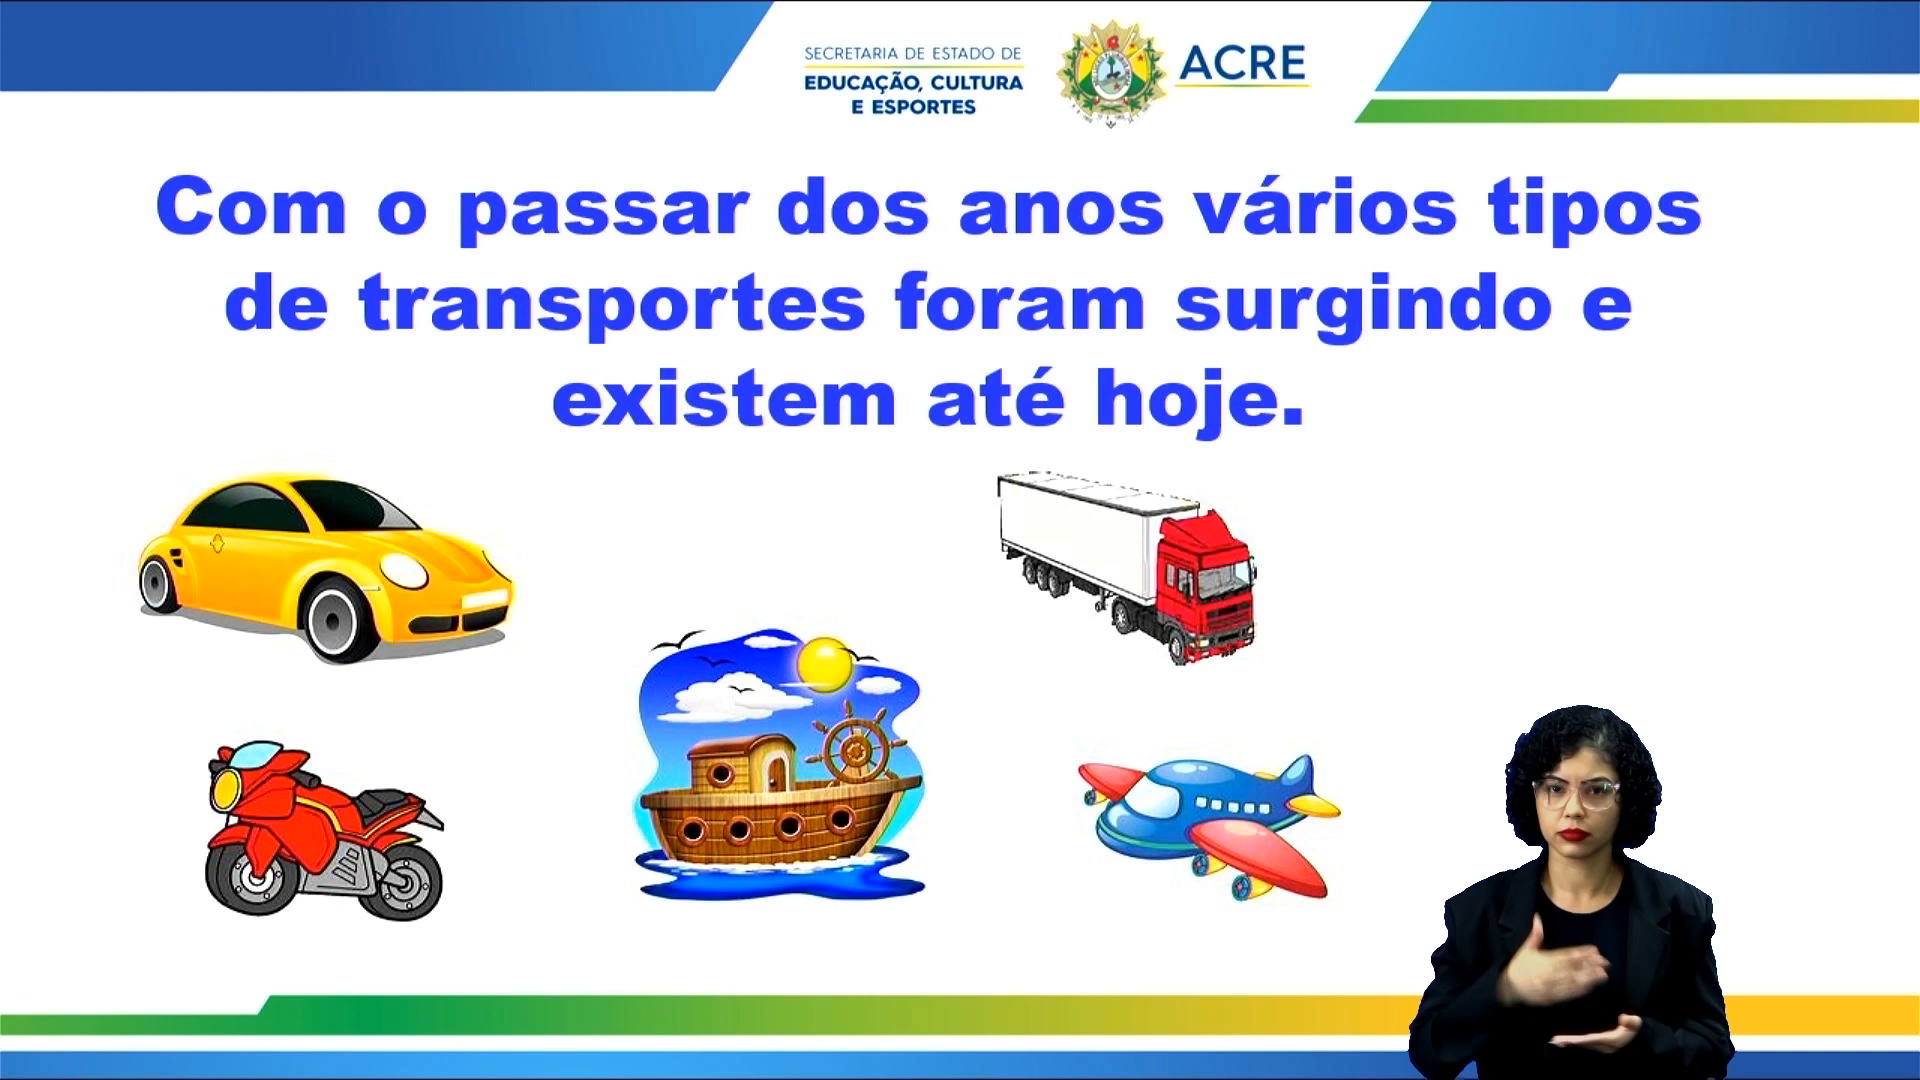 SECRETARIA DE ESTADO DE
EDUCAÇÃO, CULTURA
E ESPORTES
ACRE
Com o passar dos anos vários tipos
de transportes foram surgindo e
existem até hoje.